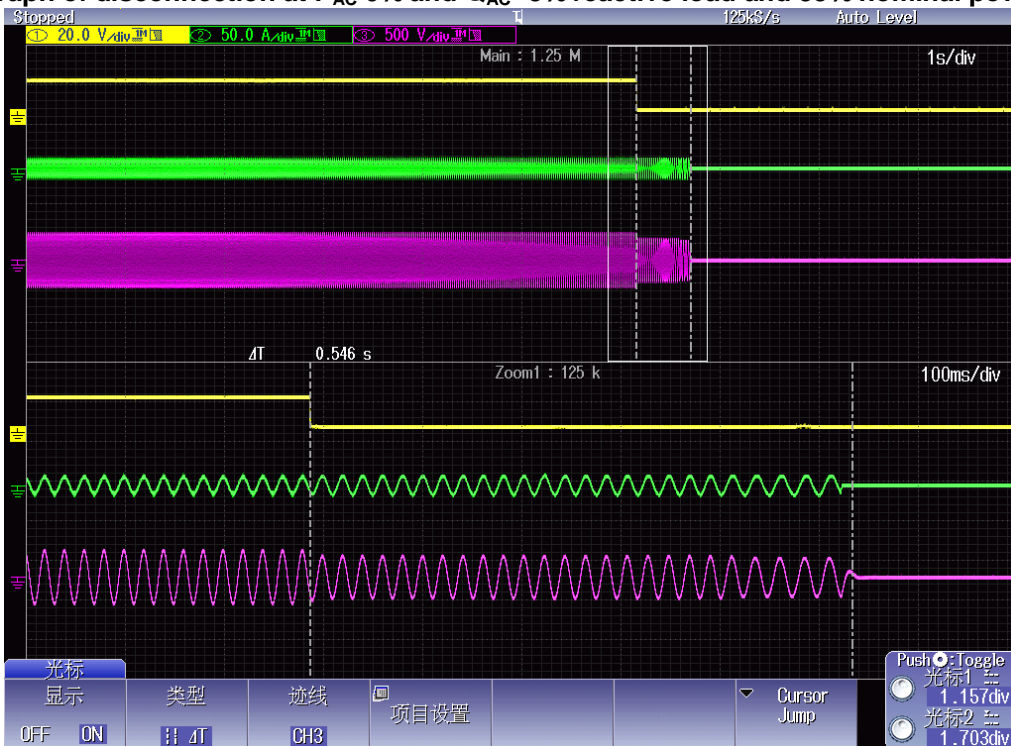 Stopped 125kS/s Auto Level
① 20.0 V/div ② 50.0 A/div ③ 500 V/div
Main : 1.25 M 1s/div
ΔT 0.546 s
Zoom1 : 125 k 100ms/div
光标
显示 类型 迹线 项目设置 Cursor Jump
OFF ON ΔT CH3
Push :Toggle
光标1
1.157div
光标2
1.703div